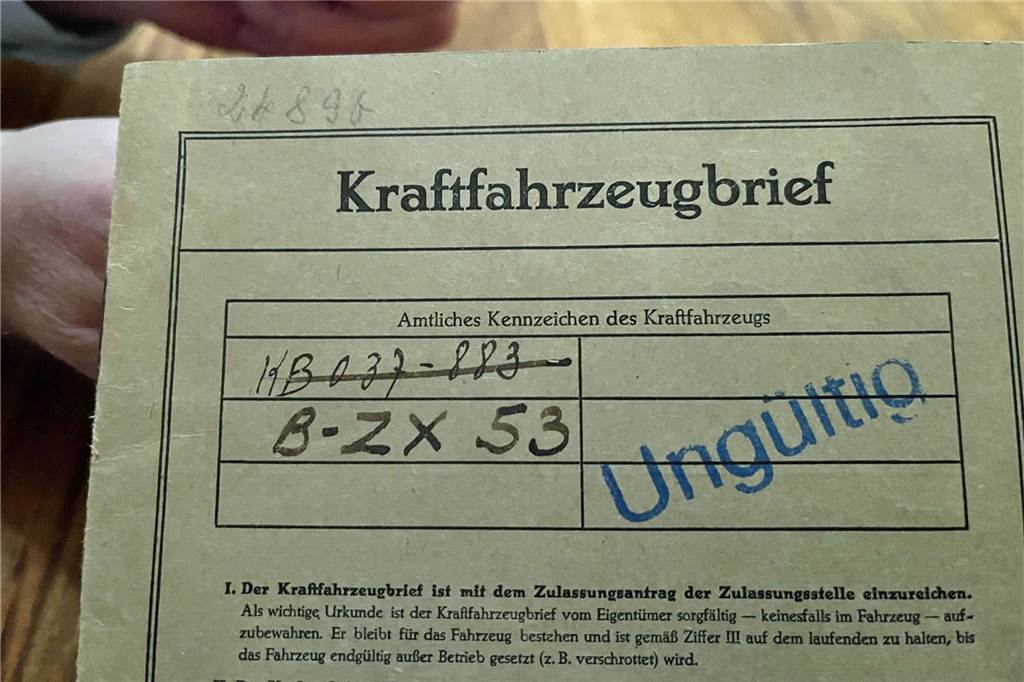 Kraftfahrzeugbrief
Amtliches Kennzeichen des Kraftfahrzeugs
KB 037-883
B-ZX 53
Ungültig
I. Der Kraftfahrzeugbrief ist mit dem Zulassungsantrag der Zulassungsstelle einzureichen.
Als wichtige Urkunde ist der Kraftfahrzeugbrief vom Eigentümer sorgfältig — keinesfalls im Fahrzeug — auf-
zubewahren. Er bleibt für das Fahrzeug bestehen und ist gemäß Ziffer III auf dem laufenden zu halten, bis
das Fahrzeug endgültig außer Betrieb gesetzt (z. B. verschrottet) wird.